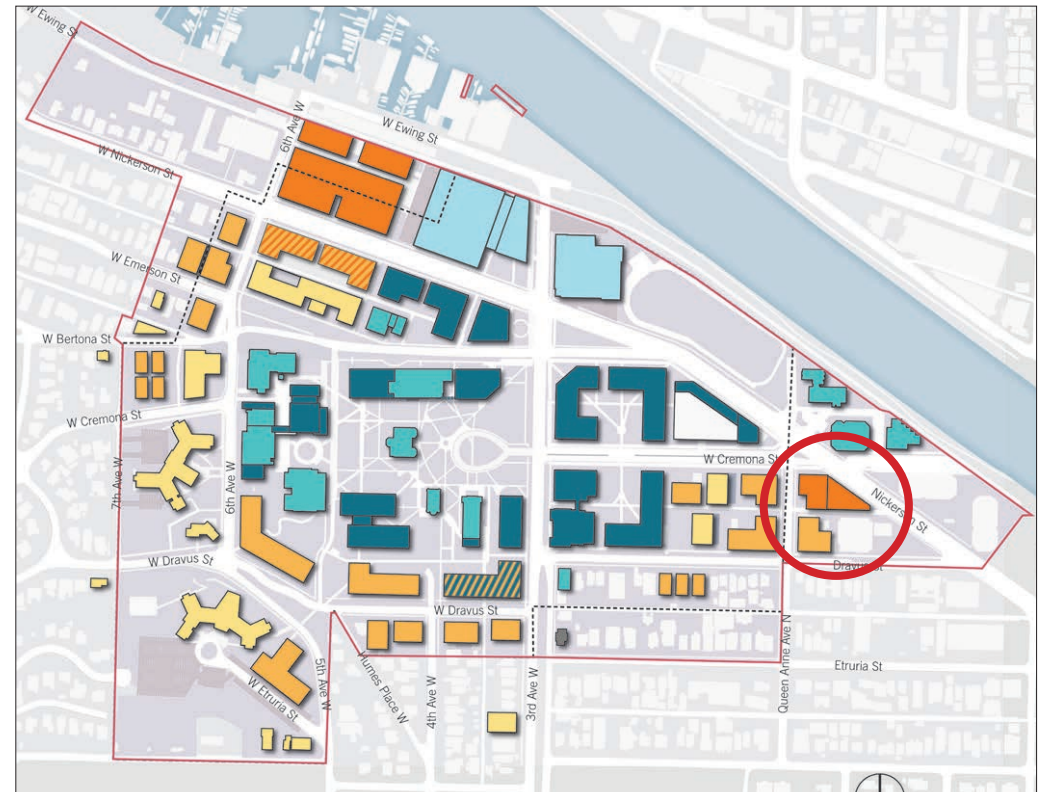 W Ewing St
6th Ave W
W Ewing St
W Nickerson St
W Emerson St
W Bertona St
W Cremona St
W Cremona St
7th Ave W
6th Ave W
Nickerson St
W Dravus St
Dravus St
W Dravus St
5th Ave W
Humes Place W
4th Ave W
3rd Ave W
Queen Anne Ave N
Etruria St
W Etruria St